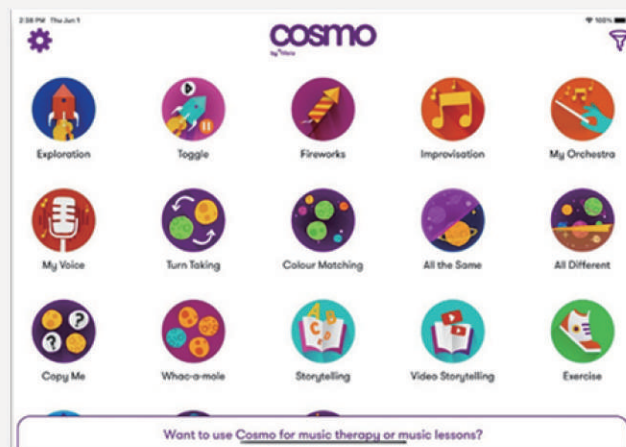 2:38 PM Thu Jun 1
100%
cosmo
by Filisia
Exploration
Toggle
Fireworks
Improvisation
My Orchestra
My Voice
Turn Taking
Colour Matching
All the Same
All Different
Copy Me
Whac-a-mole
Storytelling
Video Storytelling
Exercise
Want to use Cosmo for music therapy or music lessons?